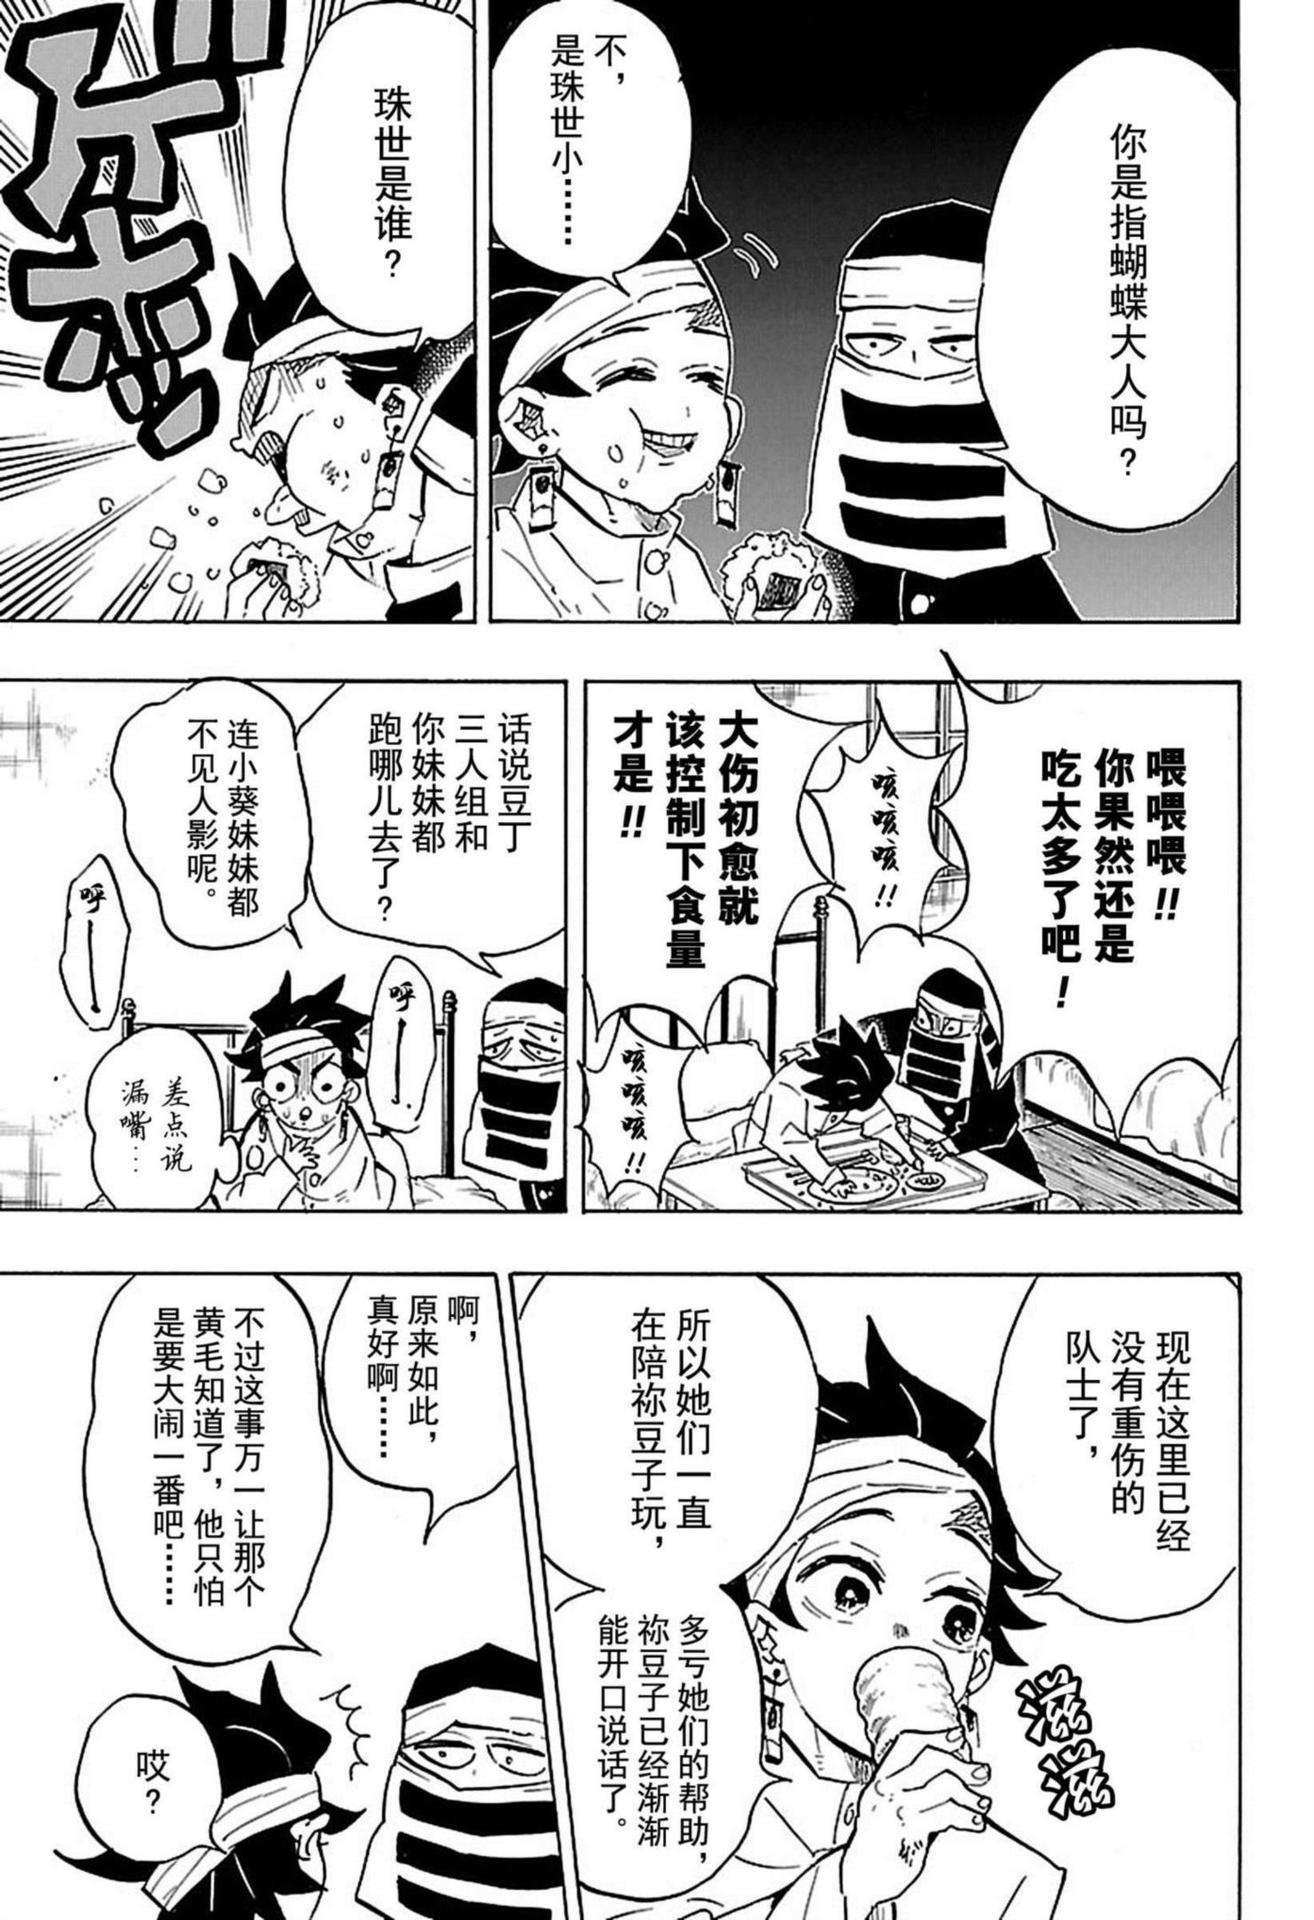 你是指蝴蝶大人吗？
不，
是珠世小……
珠世是谁？
喂喂喂!!
你果然还是
吃太多了吧！
咳咳咳!!
大伤初愈就
该控制下食量
才是!!
咳咳咳!!
话说豆丁
三人组和
你妹妹都
跑哪儿去了？
连小葵妹妹都
不见人影呢。
呼——
呼——
差点说
漏嘴…
现在这里已经
没有重伤的
队士了，
所以她们一直
在陪祢豆子玩，
多亏她们的帮助，
祢豆子已经渐渐
能开口说话了。
啊，
原来如此，
真好啊……
不过这事万一让那个
黄毛知道了，他只怕
是要大闹一番吧……
哎？